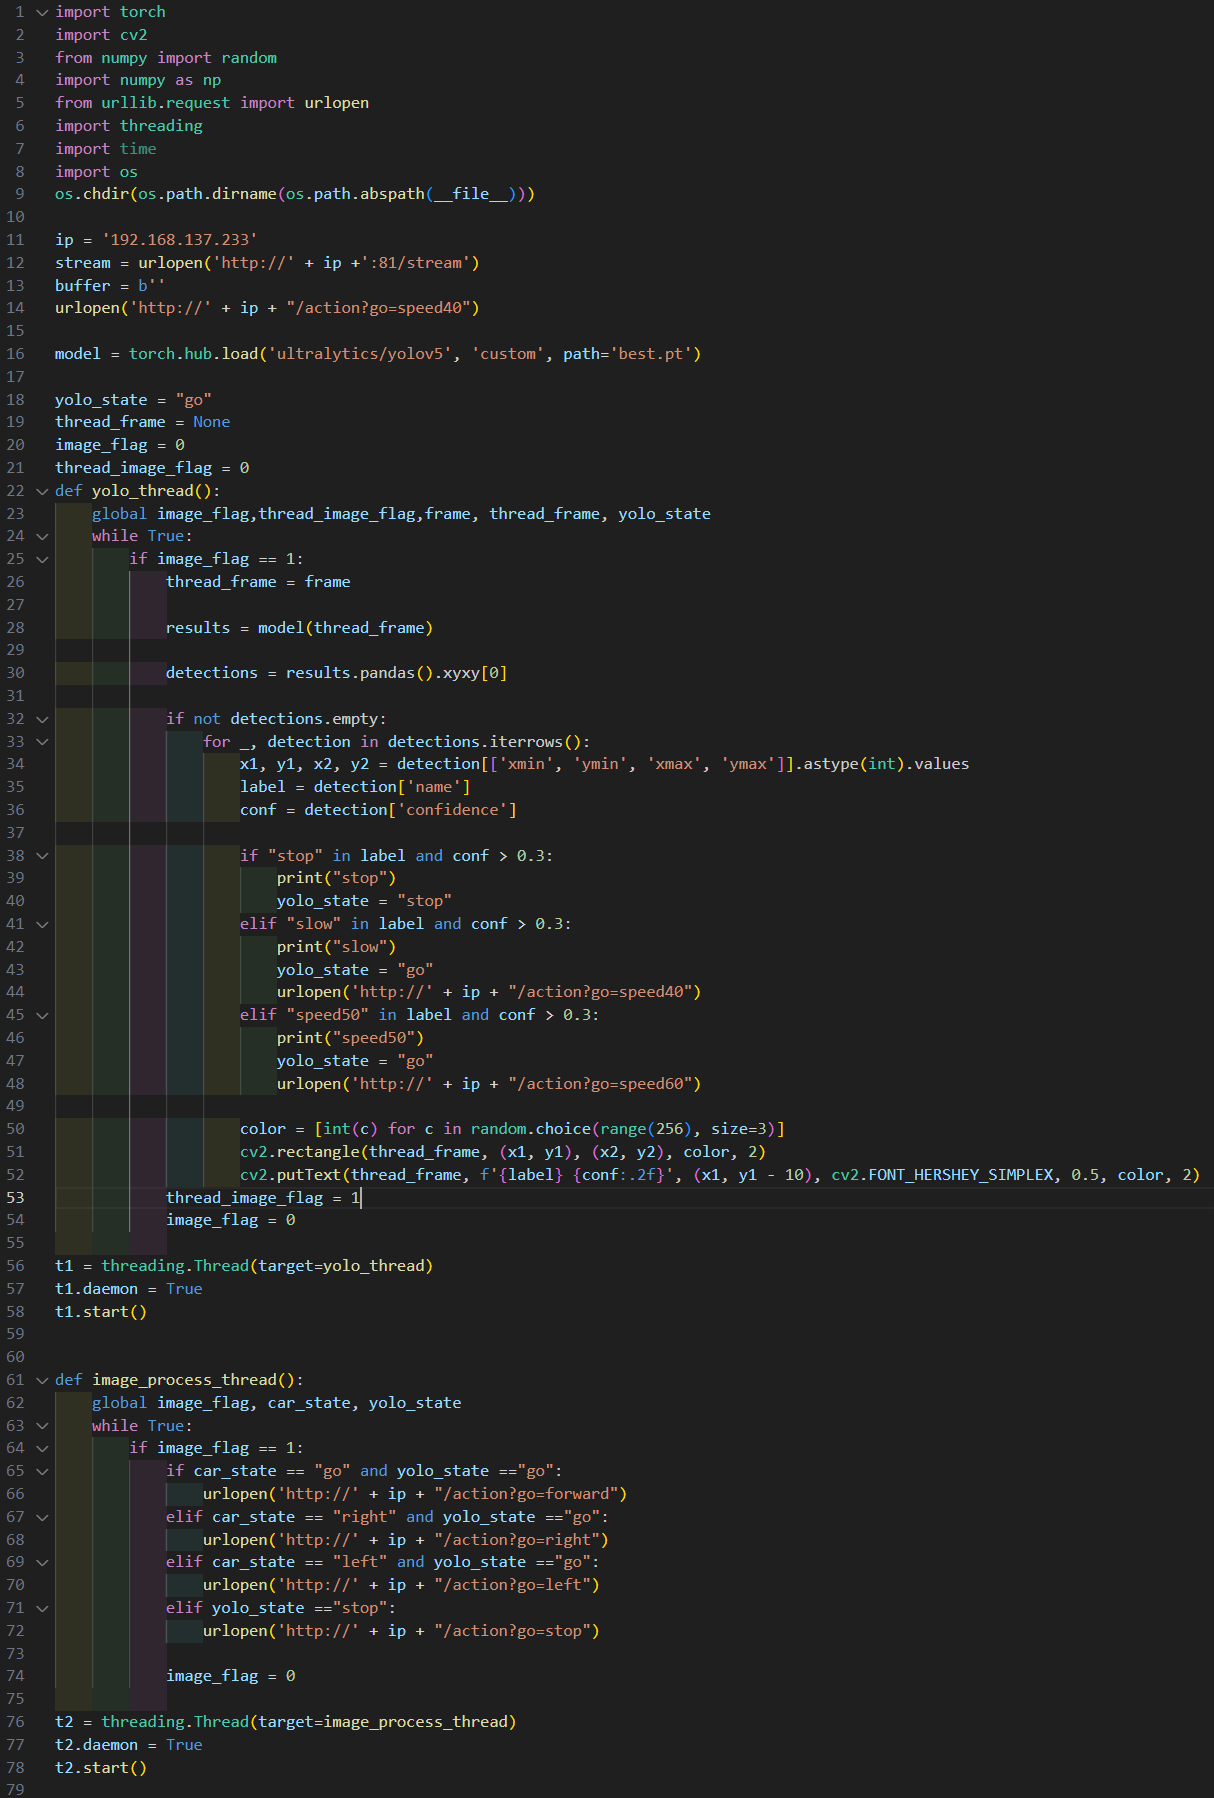 1 import torch
2 import cv2
3 from numpy import random
4 import numpy as np
5 from urllib.request import urlopen
6 import threading
7 import time
8 import os
9 os.chdir(os.path.dirname(os.path.abspath(__file__)))
10
11 ip = '192.168.137.233'
12 stream = urlopen('http://' + ip +':81/stream')
13 buffer = b''
14 urlopen('http://' + ip + "/action?go=speed40")
15
16 model = torch.hub.load('ultralytics/yolov5', 'custom', path='best.pt')
17
18 yolo_state = "go"
19 thread_frame = None
20 image_flag = 0
21 thread_image_flag = 0
22 def yolo_thread():
23     global image_flag,thread_image_flag,frame, thread_frame, yolo_state
24     while True:
25         if image_flag == 1:
26             thread_frame = frame
27
28             results = model(thread_frame)
29
30             detections = results.pandas().xyxy[0]
31
32             if not detections.empty:
33                 for _, detection in detections.iterrows():
34                     x1, y1, x2, y2 = detection[['xmin', 'ymin', 'xmax', 'ymax']].astype(int).values
35                     label = detection['name']
36                     conf = detection['confidence']
37
38                     if "stop" in label and conf > 0.3:
39                         print("stop")
40                         yolo_state = "stop"
41                     elif "slow" in label and conf > 0.3:
42                         print("slow")
43                         yolo_state = "go"
44                         urlopen('http://' + ip + "/action?go=speed40")
45                     elif "speed50" in label and conf > 0.3:
46                         print("speed50")
47                         yolo_state = "go"
48                         urlopen('http://' + ip + "/action?go=speed60")
49
50                     color = [int(c) for c in random.choice(range(256), size=3)]
51                     cv2.rectangle(thread_frame, (x1, y1), (x2, y2), color, 2)
52                     cv2.putText(thread_frame, f'{label} {conf:.2f}', (x1, y1 - 10), cv2.FONT_HERSHEY_SIMPLEX, 0.5, color, 2)
53             thread_image_flag = 1
54             image_flag = 0
55
56 t1 = threading.Thread(target=yolo_thread)
57 t1.daemon = True
58 t1.start()
59
60
61 def image_process_thread():
62     global image_flag, car_state, yolo_state
63     while True:
64         if image_flag == 1:
65             if car_state == "go" and yolo_state =="go":
66                 urlopen('http://' + ip + "/action?go=forward")
67             elif car_state == "right" and yolo_state =="go":
68                 urlopen('http://' + ip + "/action?go=right")
69             elif car_state == "left" and yolo_state =="go":
70                 urlopen('http://' + ip + "/action?go=left")
71             elif yolo_state =="stop":
72                 urlopen('http://' + ip + "/action?go=stop")
73
74             image_flag = 0
75
76 t2 = threading.Thread(target=image_process_thread)
77 t2.daemon = True
78 t2.start()
79